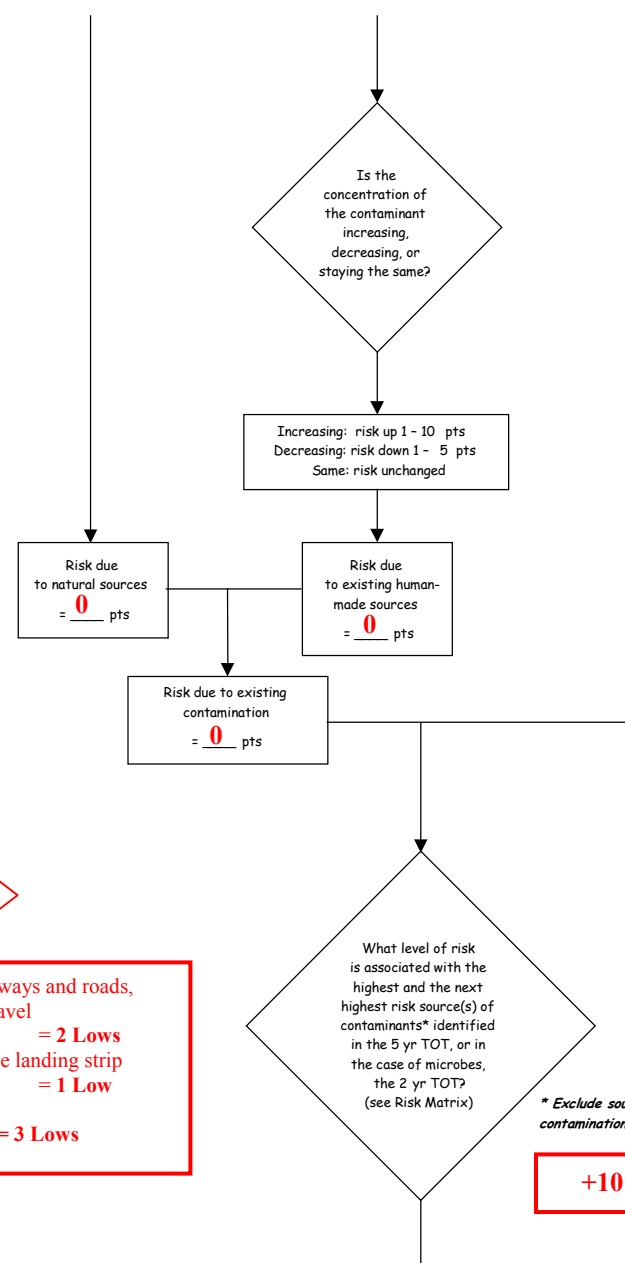 Is the
concentration of
the contaminant
increasing,
decreasing, or
staying the same?
Increasing: risk up 1 – 10 pts
Decreasing: risk down 1 – 5 pts
Same: risk unchanged
Risk due
to natural sources
= 0 pts
Risk due
to existing human-
made sources
= 0 pts
Risk due to existing
contamination
= 0 pts
What level of risk
is associated with the
highest and the next
highest risk source(s) of
contaminants* identified
in the 5 yr TOT, or in
the case of microbes,
the 2 yr TOT?
(see Risk Matrix)
ways and roads,
avel
= 2 Lows
e landing strip
= 1 Low
= 3 Lows
* Exclude sou
contamination
+10